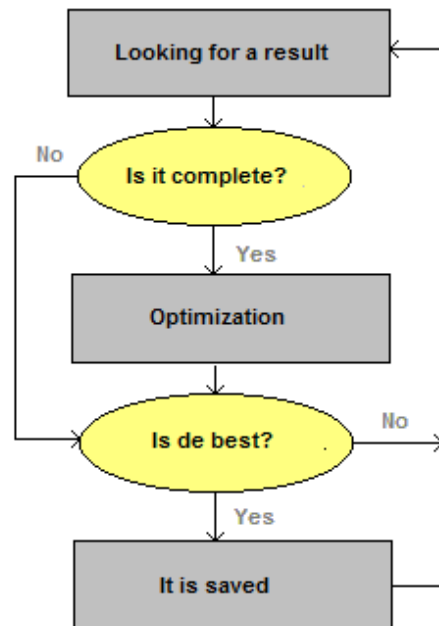 Looking for a result
No
Is it complete?
Yes
Optimization
Is de best?
No
Yes
It is saved